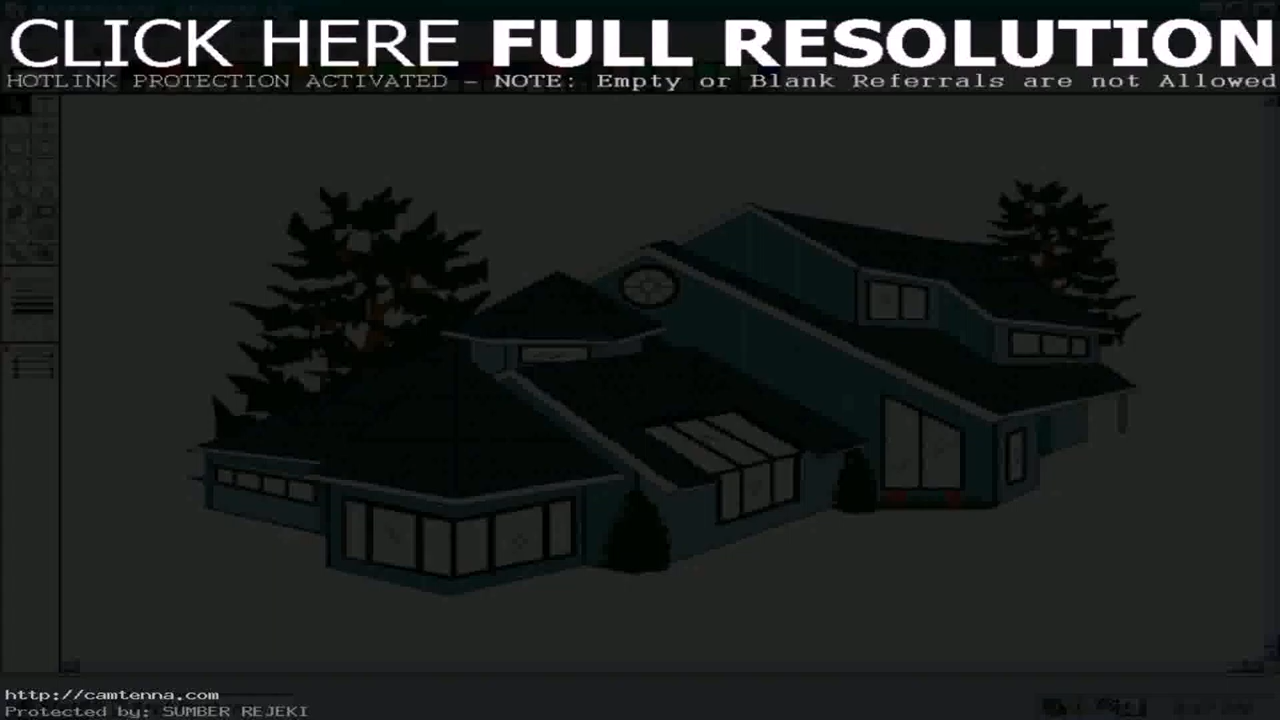 CLICK HERE FULL RESOLUTION
HOTLINK PROTECTION ACTIVATED - NOTE: Empty or Blank Referrals are not Allowed
http://camtenna.com
Protected by: SUMBER REJEKI